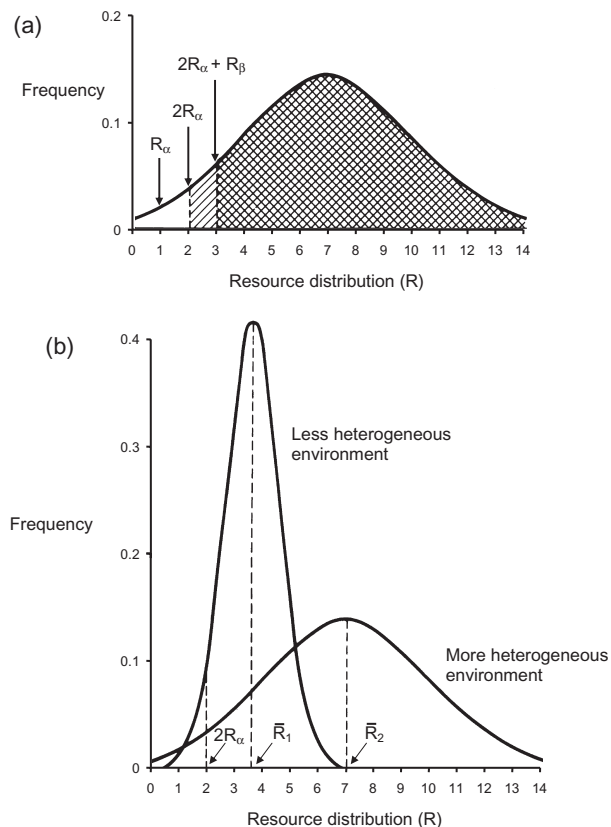 (a)
0.2
2Rα + Rβ
Frequency
2Rα
0.1
Rα
0
0 1 2 3 4 5 6 7 8 9 10 11 12 13 14
Resource distribution (R)
(b)
0.4
Less heterogeneous
environment
0.3
Frequency
0.2
More heterogeneous
environment
0.1
2Rα R̄1 R̄2
0
0 1 2 3 4 5 6 7 8 9 10 11 12 13 14
Resource distribution (R)